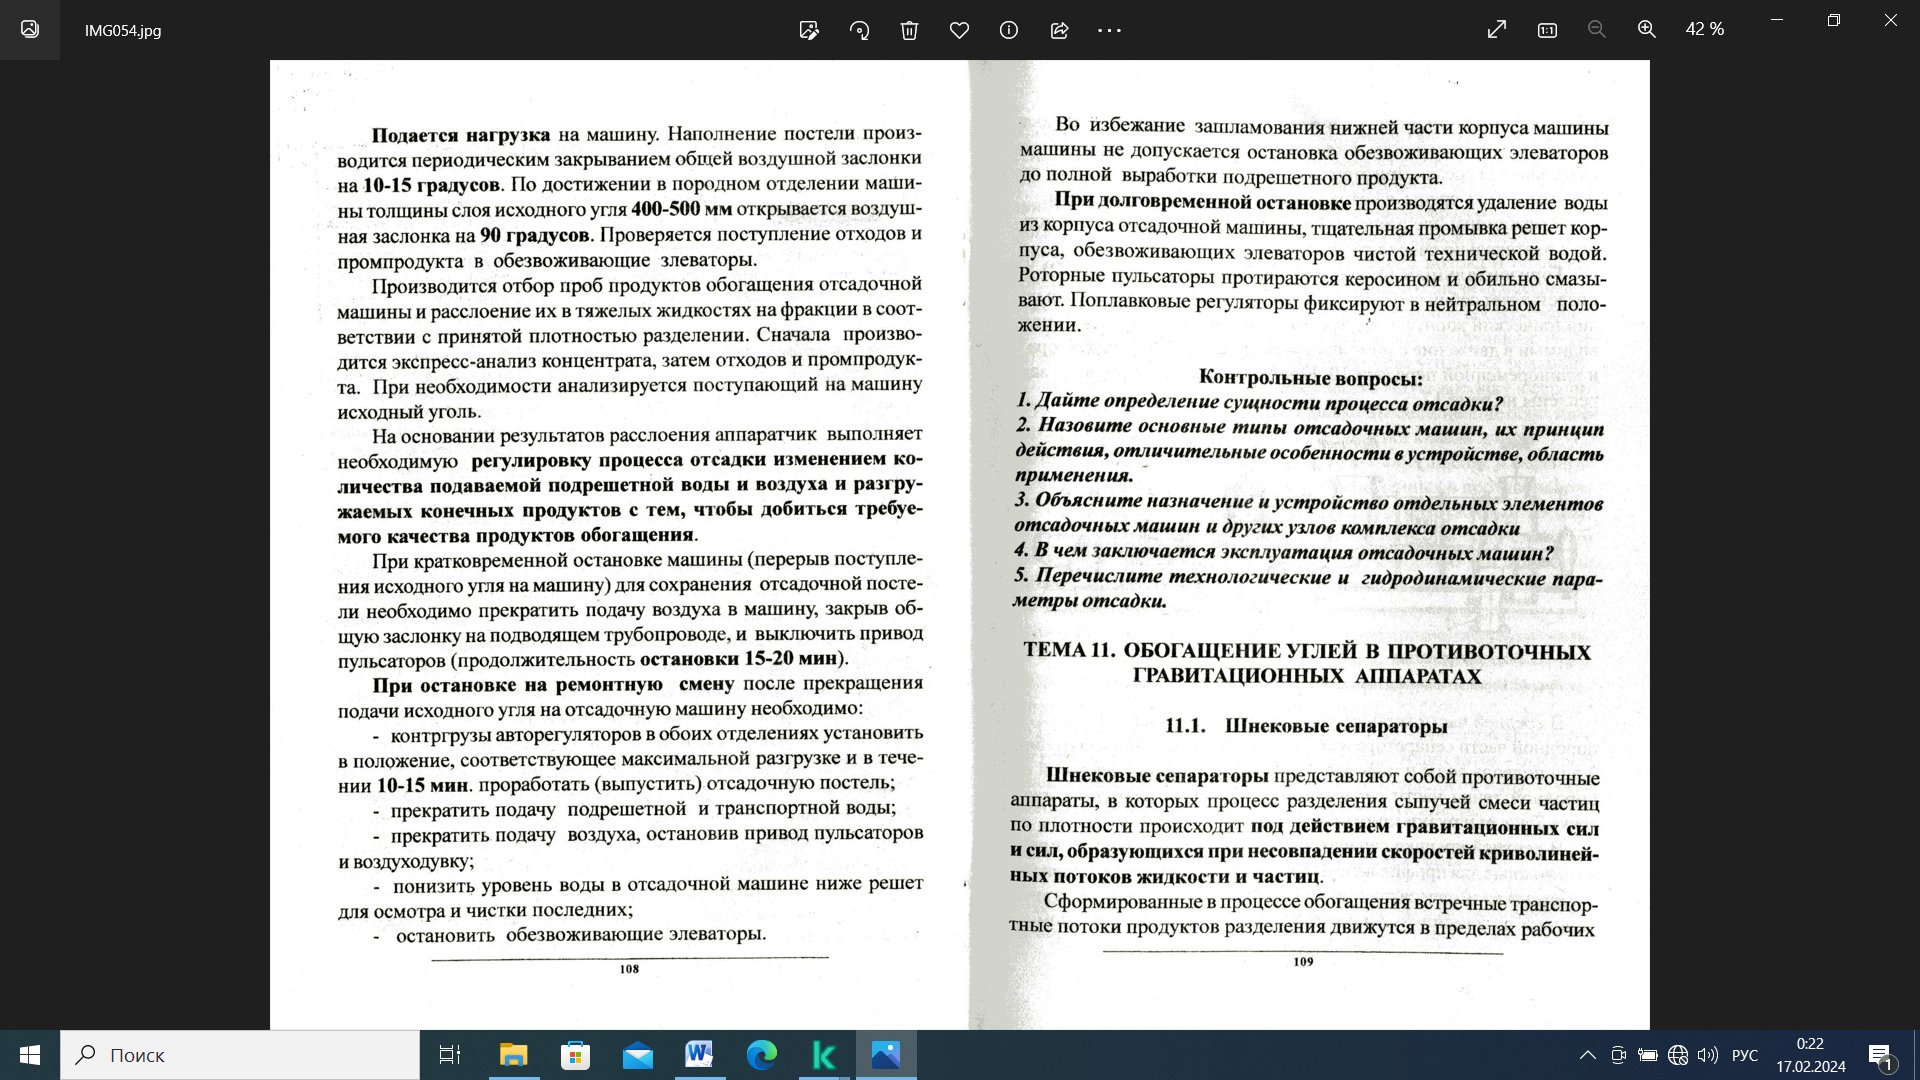 IMG054.jpg
42 %
Подается нагрузка на машину. Наполнение постели произ-
водится периодическим закрыванием общей воздушной заслонки
на 10-15 градусов. По достижении в породном отделении маши-
ны толщины слоя исходного угля 400-500 мм открывается воздуш-
ная заслонка на 90 градусов. Проверяется поступление отходов и
промпродукта в обезвоживающие злеваторы.
Производится отбор проб продуктов обогащения отсадочной
машины и расслоение их в тяжелых жидкостях на фракции в соот-
ветствии с принятой плотностью разделении. Сначала произво-
дится экспресс-анализ концентрата, затем отходов и промпродук-
та. При необходимости анализируется поступающий на машину
исходный уголь.
На основании результатов расслоения аппаратчик выполняет
необходимую регулировку процесса отсадки изменением ко-
личества подаваемой подрешетной воды и воздуха и разгру-
жаемых конечных продуктов с тем, чтобы добиться требуе-
мого качества продуктов обогащения.
При кратковременной остановке машины (перерыв поступле-
ния исходного угля на машину) для сохранения отсадочной посте-
ли необходимо прекратить подачу воздуха в машину, закрыв об-
щую заслонку на подводящем трубопроводе, и выключить привод
пульсаторов (продолжительность остановки 15-20 мин).
При остановке на ремонтную смену после прекращения
подачи исходного угля на отсадочную машину необходимо:
- контргрузы авторегуляторов в обоих отделениях установить
в положение, соответствующее максимальной разгрузке и в тече-
нии 10-15 мин. проработать (выпустить) отсадочную постель;
- прекратить подачу подрешетной и транспортной воды;
- прекратить подачу воздуха, остановив привод пульсаторов
и воздуходувку;
- понизить уровень воды в отсадочной машине ниже решет
для осмотра и чистки последних;
- остановить обезвоживающие элеваторы.
108
Во избежание зашламования нижней части корпуса машины
машины не допускается остановка обезвоживающих элеваторов
до полной выработки подрешетного продукта.
При долговременной остановке производятся удаление воды
из корпуса отсадочной машины, тщательная промывка решет кор-
пуса, обезвоживающих элеваторов чистой технической водой.
Роторные пульсаторы протираются керосином и обильно смазы-
вают. Поплавковые регуляторы фиксируют в нейтральном поло-
жении.
Контрольные вопросы:
1. Дайте определение сущности процесса отсадки?
2. Назовите основные типы отсадочных машин, их принцип
действия, отличительные особенности в устройстве, область
применения.
3. Объясните назначение и устройство отдельных элементов
отсадочных машин и других узлов комплекса отсадки
4. В чем заключается эксплуатация отсадочных машин?
5. Перечислите технологические и гидродинамические пара-
метры отсадки.
ТЕМА 11. ОБОГАЩЕНИЕ УГЛЕЙ В ПРОТИВОТОЧНЫХ
ГРАВИТАЦИОННЫХ АППАРАТАХ
11.1. Шнековые сепараторы
Шнековые сепараторы представляют собой противоточные
аппараты, в которых процесс разделения сыпучей смеси частиц
по плотности происходит под действием гравитационных сил
и сил, образующихся при несовпадении скоростей криволиней-
ных потоков жидкости и частиц.
Сформированные в процессе обогащения встречные транспор-
тные потоки продуктов разделения движутся в пределах рабочих
109
Поиск
РУС
0:22
17.02.2024
1